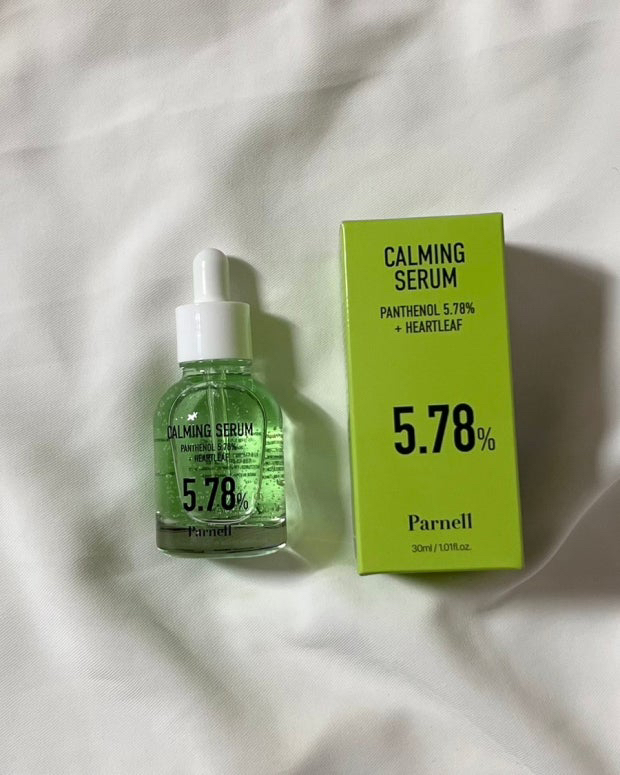 CALMING SERUM
PANTHENOL 5.78%
+ HEARTLEAF
5.78%
Parnell
CALMING
SERUM
PANTHENOL 5.78%
+ HEARTLEAF
5.78%
Parnell
30ml / 1.01fl.oz.